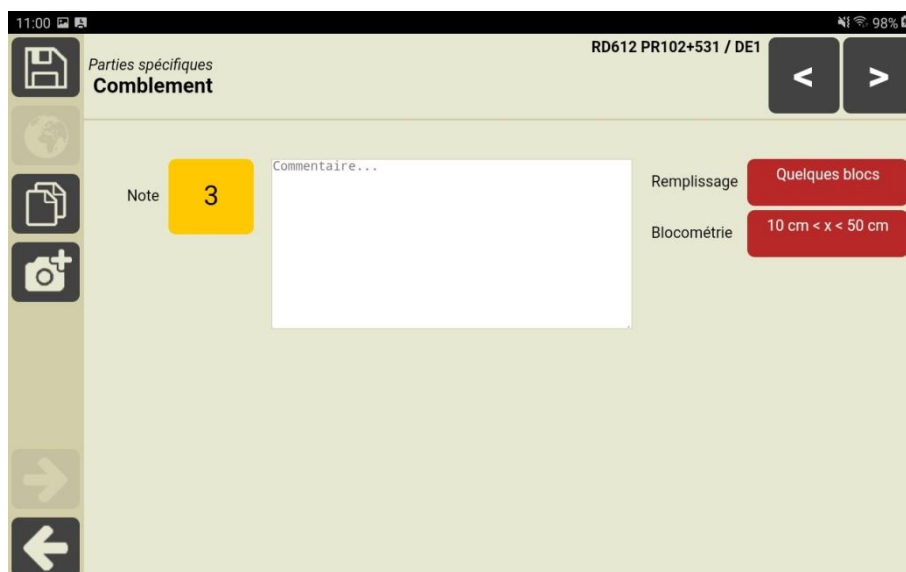 11:00 98%
RD612 PR102+531 / DE1
Parties spécifiques
Comblement
< >
Note 3
Commentaire...
Remplissage Quelques blocs
Blocométrie 10 cm < x < 50 cm